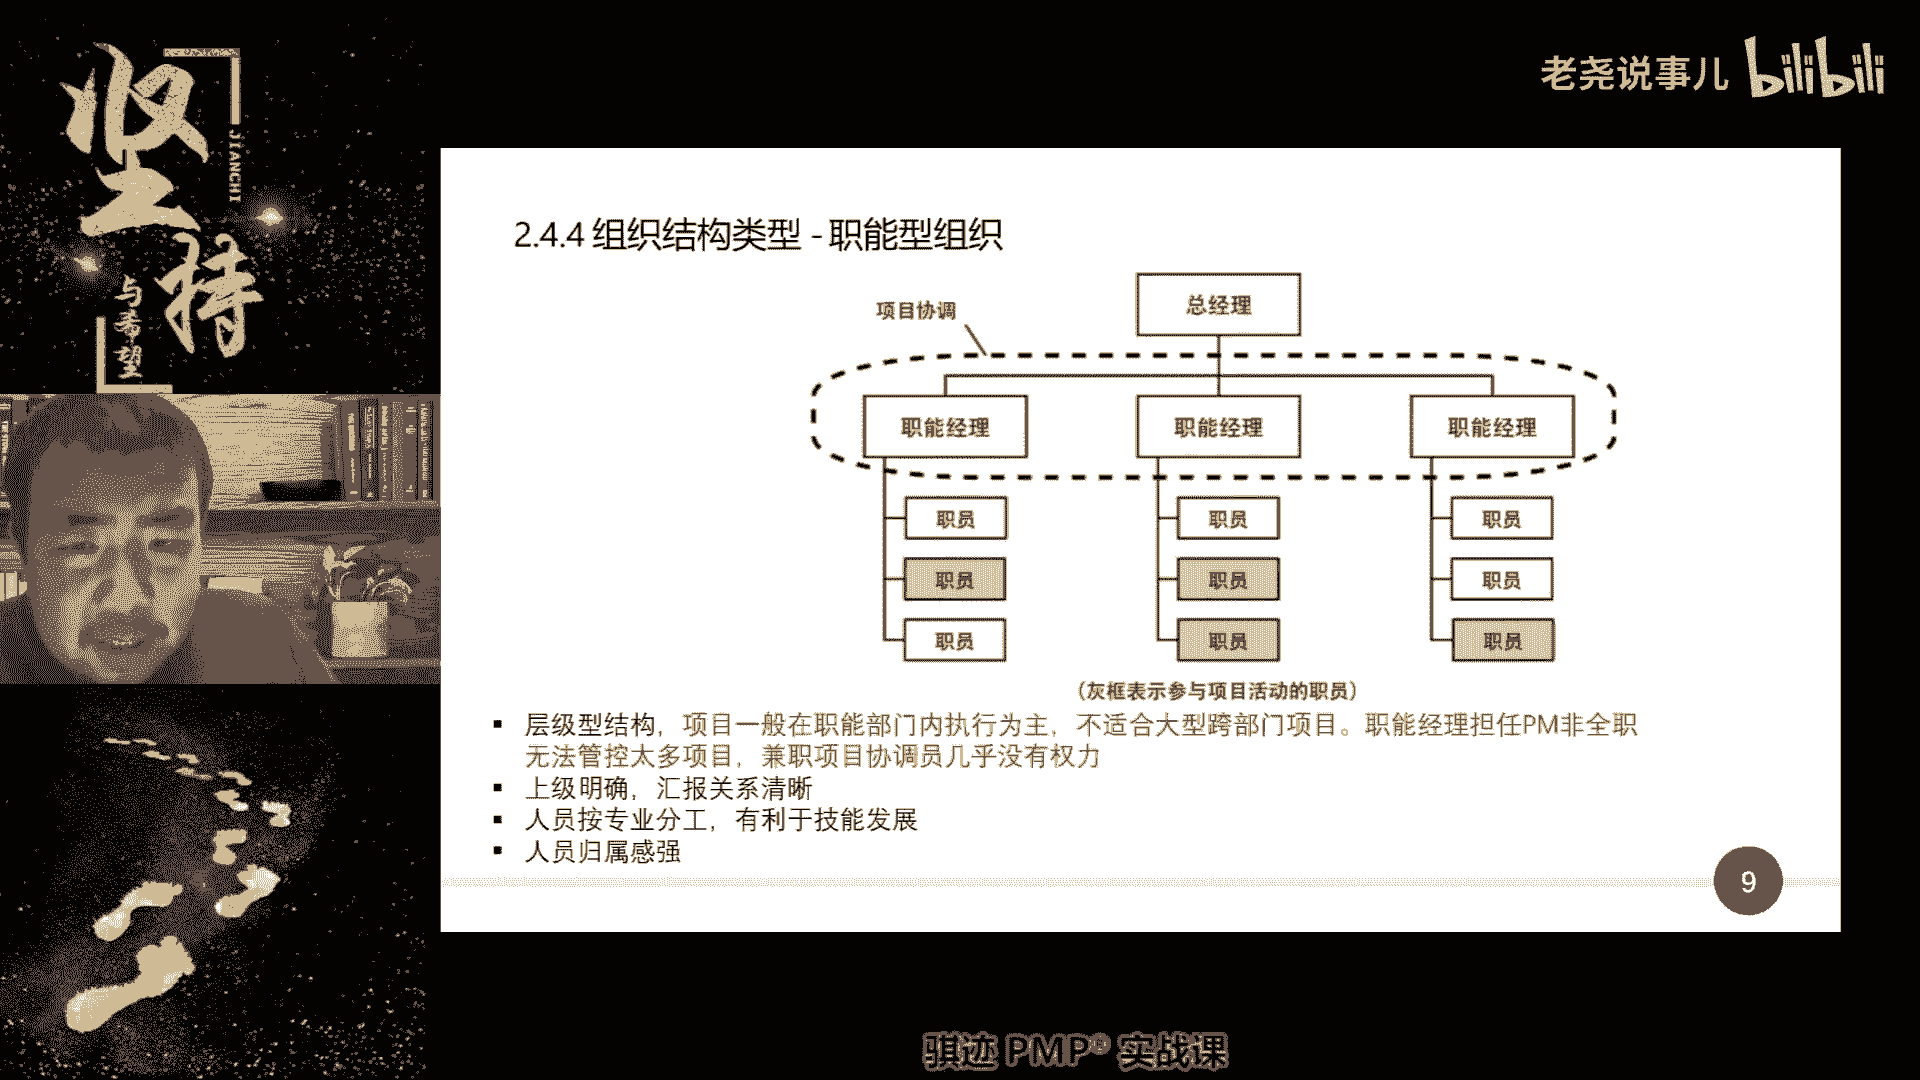 坚持
JIANCHI
与希望
老尧说事儿 bilibili
2.4.4 组织结构类型 - 职能型组织
项目协调
总经理
职能经理 职能经理 职能经理
职员 职员 职员
职员 职员 职员
职员 职员 职员
（灰框表示参与项目活动的职员）
▪ 层级型结构，项目一般在职能部门内执行为主，不适合大型跨部门项目。职能经理担任PM非全职
无法管控太多项目，兼职项目协调员几乎没有权力
▪ 上级明确，汇报关系清晰
▪ 人员按专业分工，有利于技能发展
▪ 人员归属感强
9
骐迹 PMP® 实战课